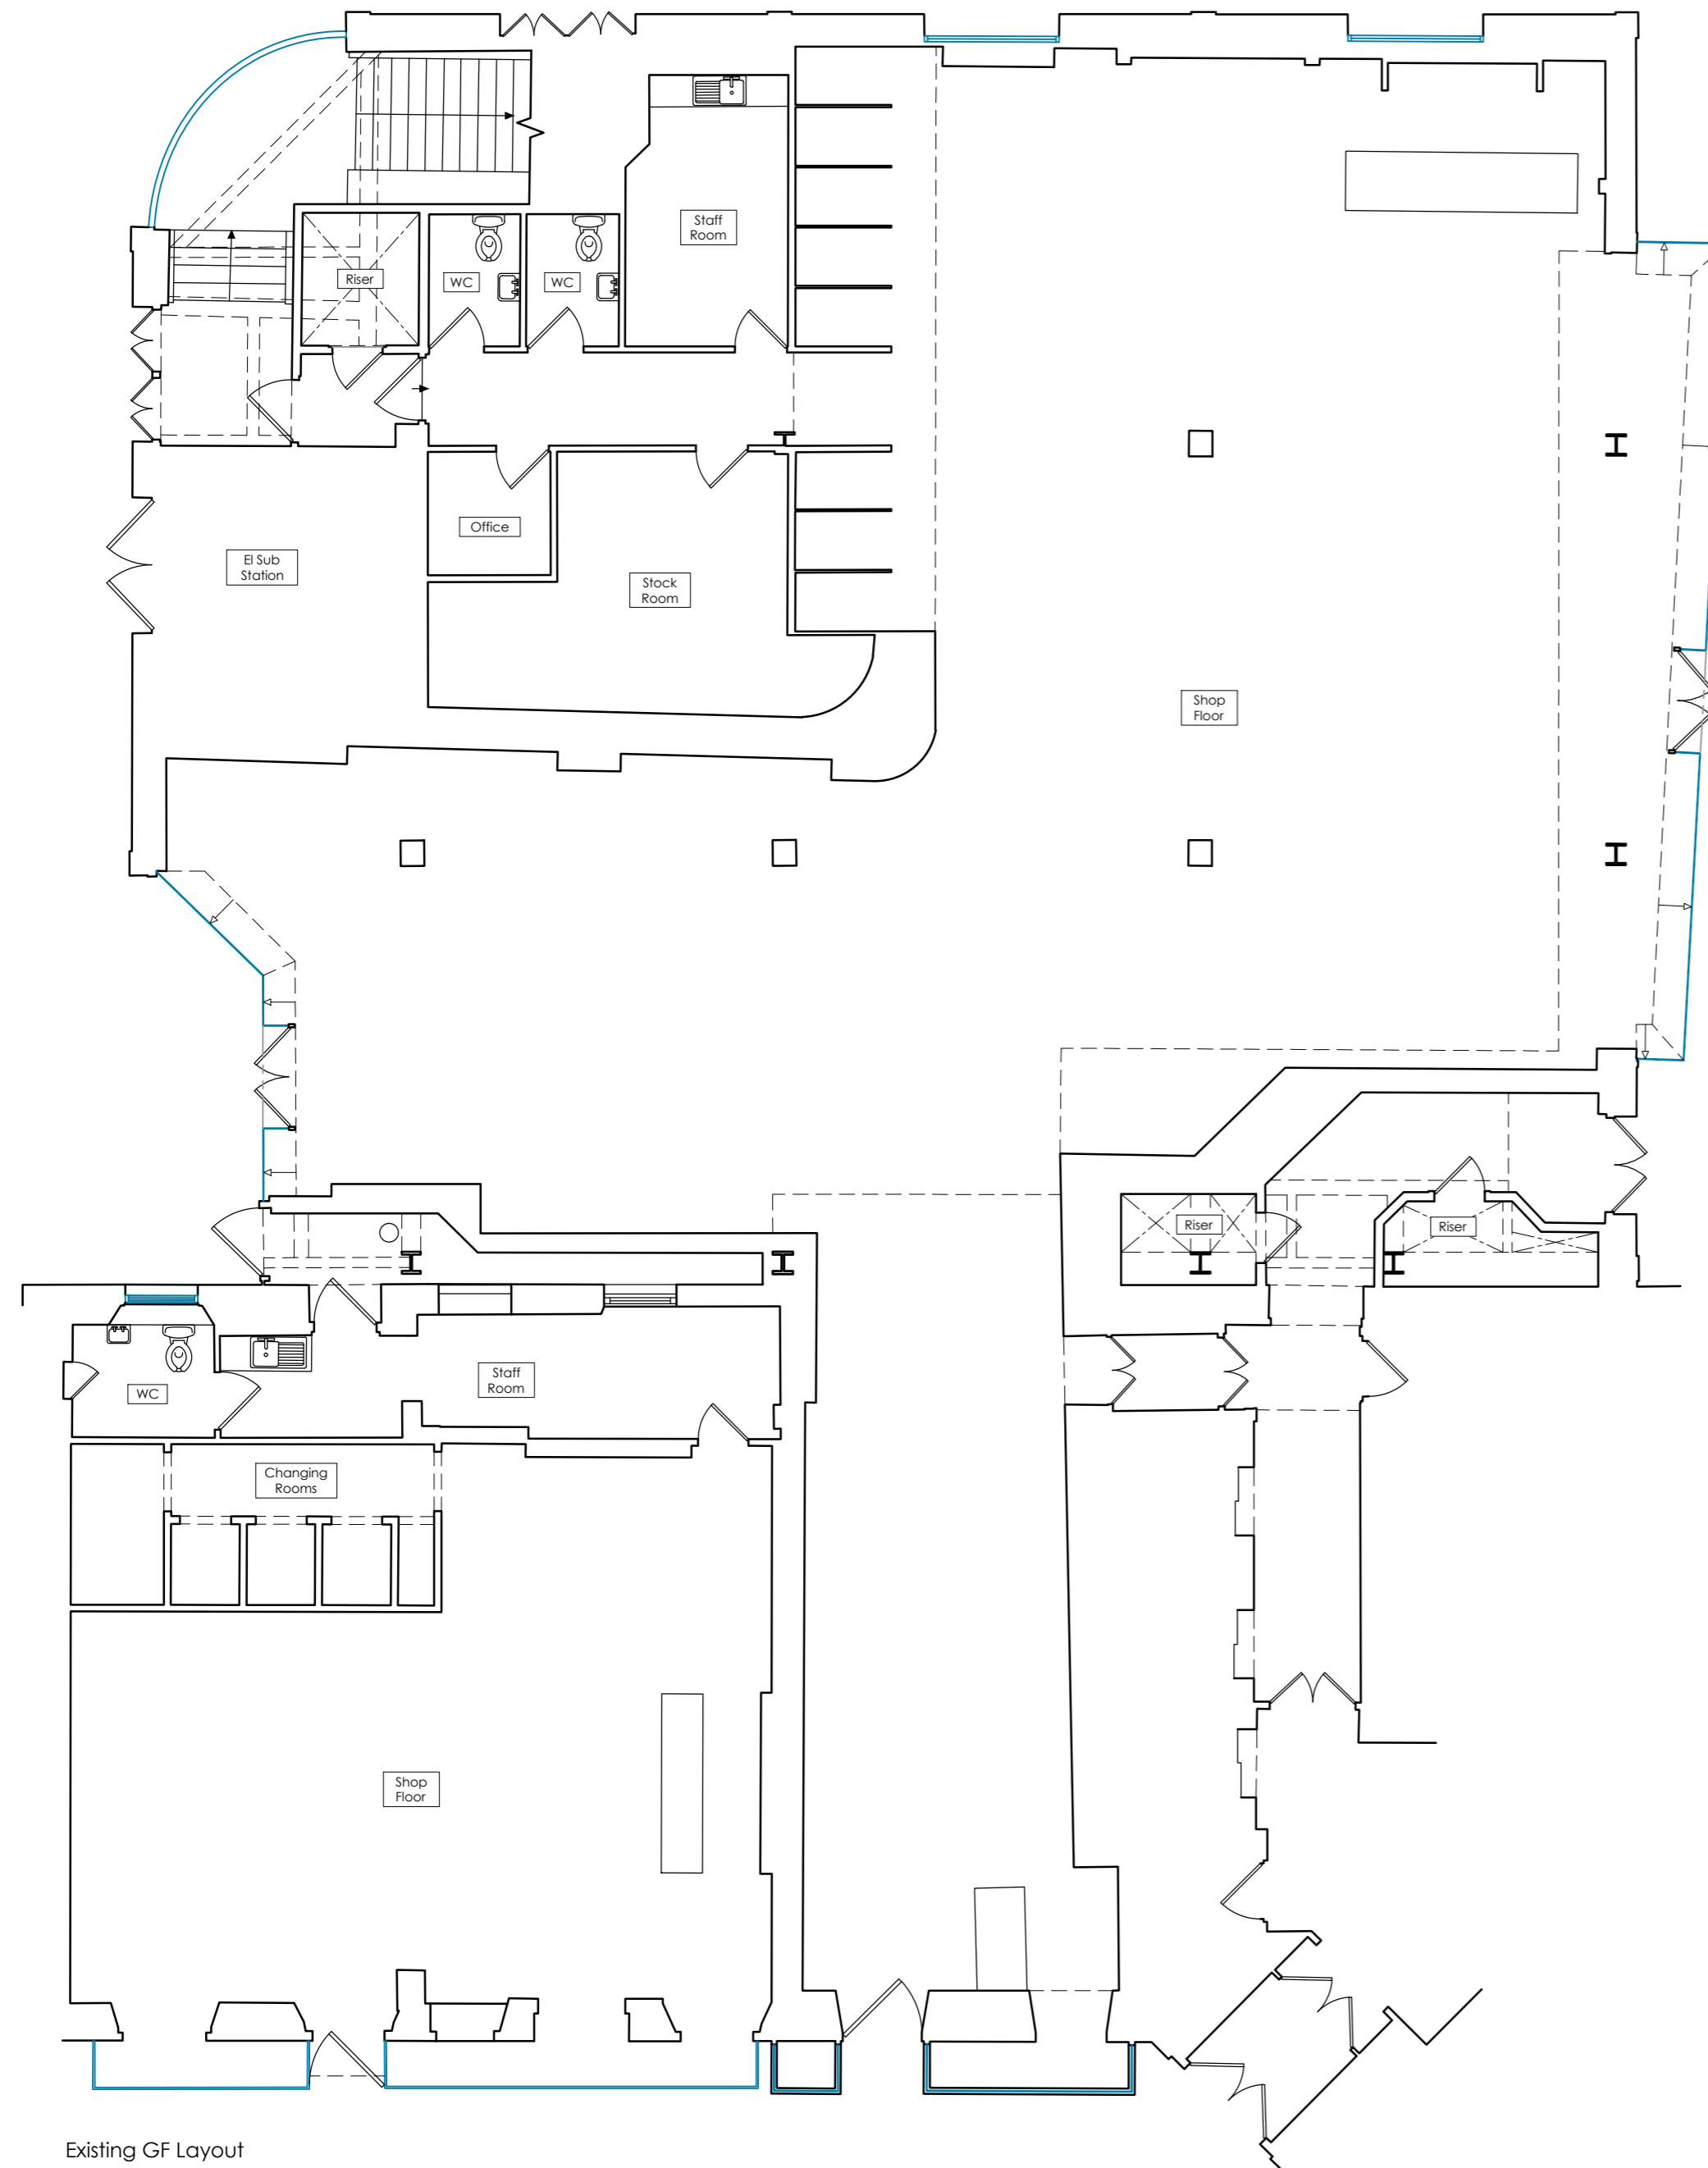 Staff
Room
Riser
WC
WC
Office
El Sub
Station
Stock
Room
Shop
Floor
Riser
Riser
Staff
Room
WC
Changing
Rooms
Shop
Floor
Existing GF Layout